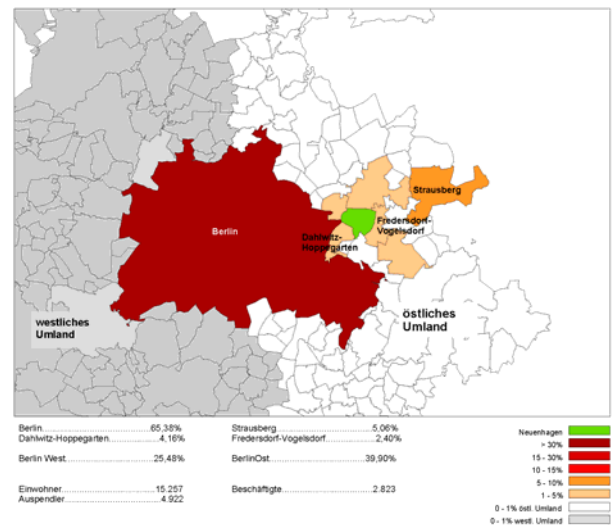 Strausberg
Fredersdorf-
Vogelsdorf
Berlin
Dahlwitz-
Hoppegarten
östliches
Umland
westliches
Umland
Berlin.....................................65,38%
Dahlwitz-Hoppegarten...............4,16%
Berlin West............................25,48%
Einwohner..............................15.257
Auspendler..............................4.922
Strausberg..............................5,06%
Fredersdorf-Vogelsdorf..............2,40%
BerlinOst...............................39,90%
Beschäftigte............................2.823
Neuenhagen
> 30%
15 - 30%
10 - 15%
5 - 10%
1 - 5%
0 - 1% östl. Umland
0 - 1% westl. Umland